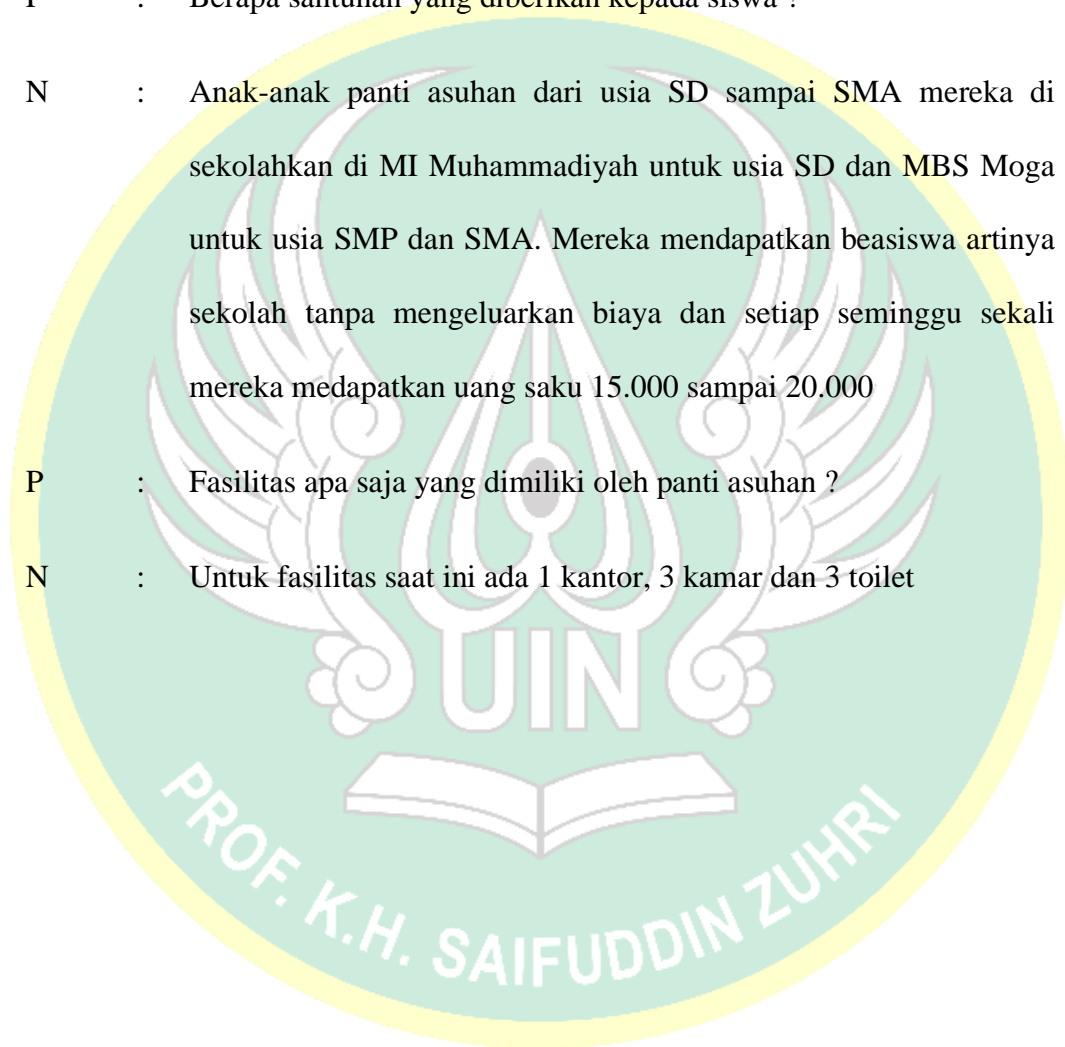 P : Berapa santunan yang diberikan kepada siswa ?
N : Anak-anak panti asuhan dari usia SD sampai SMA mereka di
sekolahkan di MI Muhammadiyah untuk usia SD dan MBS Moga
untuk usia SMP dan SMA. Mereka mendapatkan beasiswa artinya
sekolah tanpa mengeluarkan biaya dan setiap seminggu sekali
mereka medapatkan uang saku 15.000 sampai 20.000
P : Fasilitas apa saja yang dimiliki oleh panti asuhan ?
N : Untuk fasilitas saat ini ada 1 kantor, 3 kamar dan 3 toilet
UIN
PROF. K.H. SAIFUDDIN ZUHRI